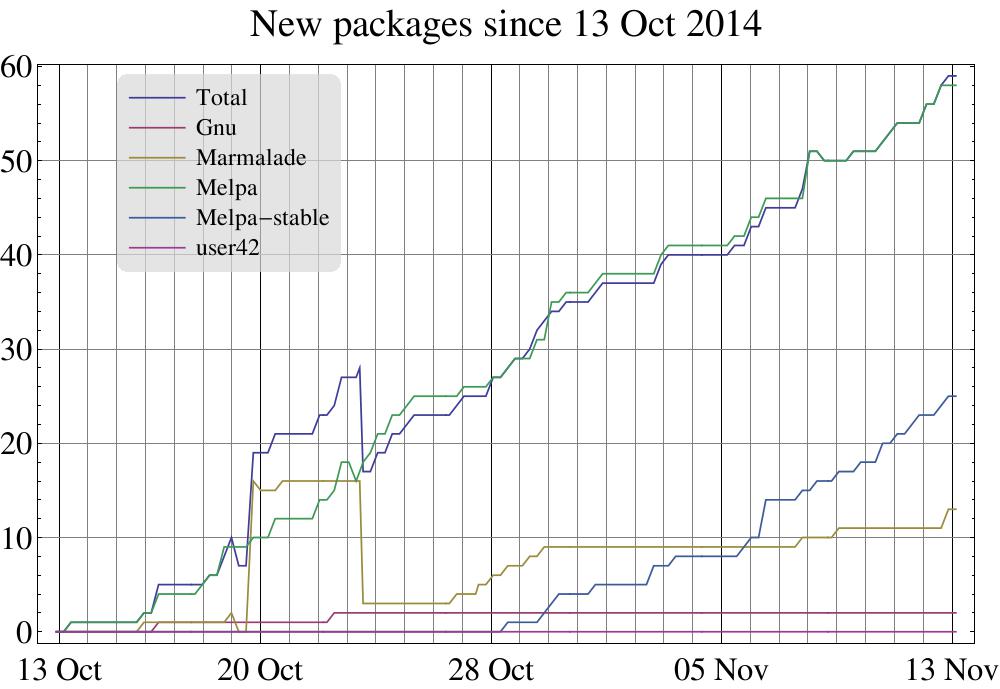 New packages since 13 Oct 2014
60
50
40
30
20
10
0
Total
Gnu
Marmalade
Melpa
Melpa−stable
user42
13 Oct
20 Oct
28 Oct
05 Nov
13 Nov